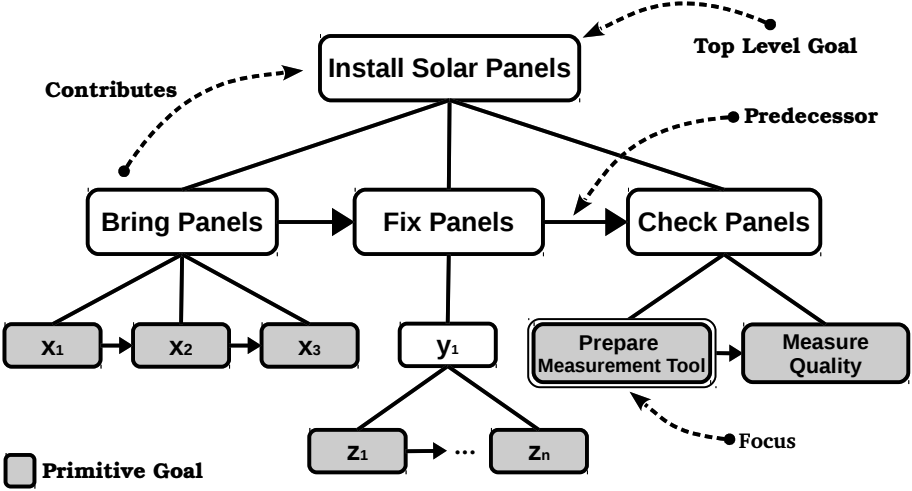 Top Level Goal
Install Solar Panels
Contributes
Predecessor
Bring Panels
Fix Panels
Check Panels
x1
x2
x3
y1
Prepare
Measurement Tool
Measure
Quality
z1
...
zn
Focus
Primitive Goal